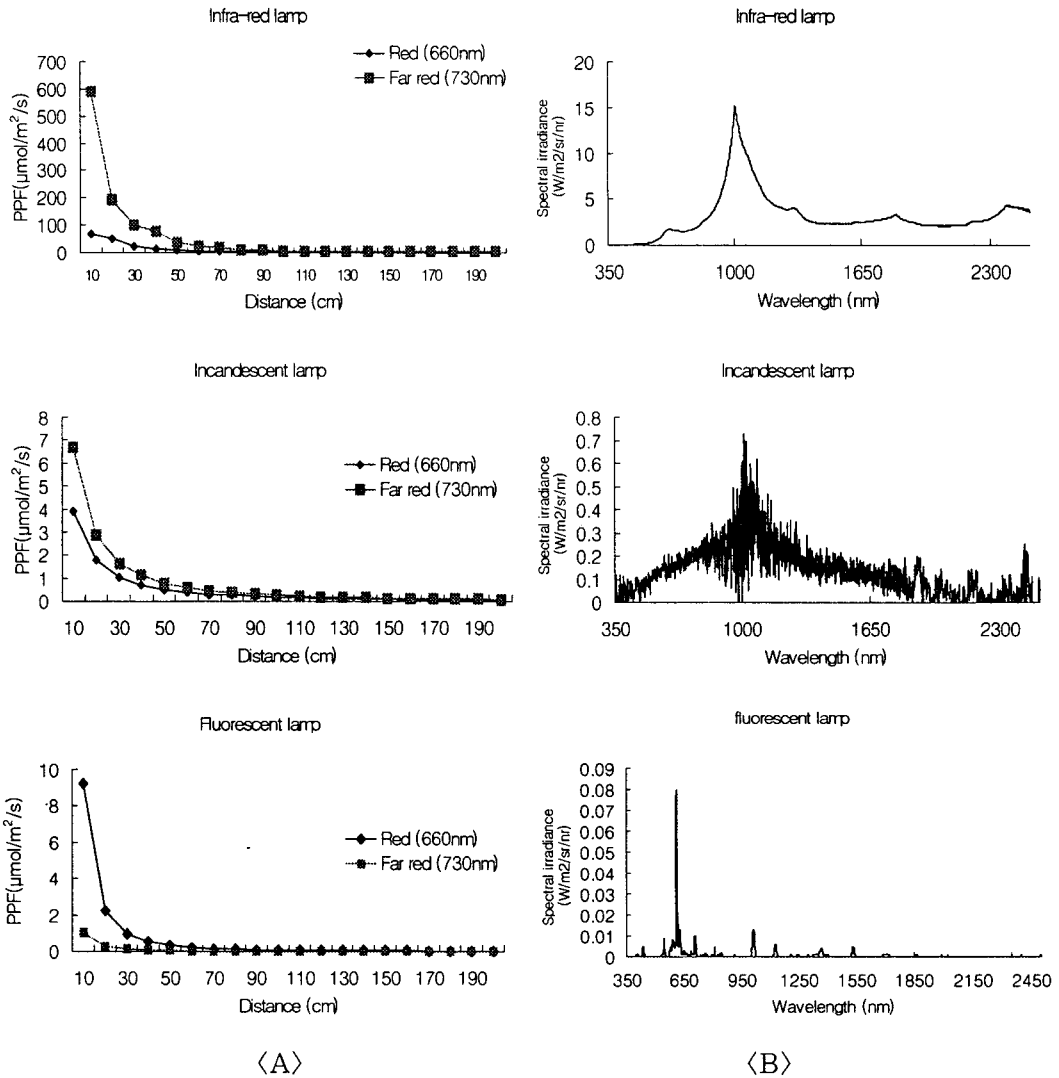 Infra-red lamp
Red (660nm)
Far red (730nm)
PPF(μmol/m²/s)
700
600
500
400
300
200
100
0
10 30 50 70 90 110 130 150 170 190
Distance (cm)
Infra-red lamp
Spectral irradiance
(W/m2/sr/nr)
20
15
10
5
0
350 1000 1650 2300
Wavelength (nm)
Incandescent lamp
Red (660nm)
Far red (730nm)
PPF(μmol/m²/s)
8
7
6
5
4
3
2
1
0
10 30 50 70 90 110 130 150 170 190
Distance (cm)
Incandescent lamp
Spectral irradiance
(W/m2/sr/nr)
0.8
0.7
0.6
0.5
0.4
0.3
0.2
0.1
0
350 1000 1650 2300
Wavelength (nm)
Fluorescent lamp
Red (660nm)
Far red (730nm)
PPF(μmol/m²/s)
10
8
6
4
2
0
10 30 50 70 90 110 130 150 170 190
Distance (cm)
fluorescent lamp
Spectral irradiance
(W/m2/sr/nr)
0.09
0.08
0.07
0.06
0.05
0.04
0.03
0.02
0.01
0
350 650 950 1250 1550 1850 2150 2450
Wavelength (nm)
〈A〉
〈B〉